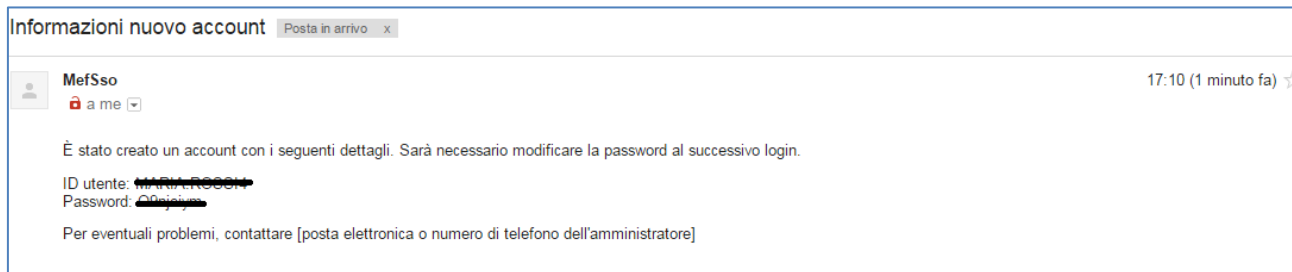 Informazioni nuovo account Posta in arrivo x
MefSso 17:10 (1 minuto fa)
a me
È stato creato un account con i seguenti dettagli. Sarà necessario modificare la password al successivo login.
ID utente:
Password:
Per eventuali problemi, contattare [posta elettronica o numero di telefono dell'amministratore]